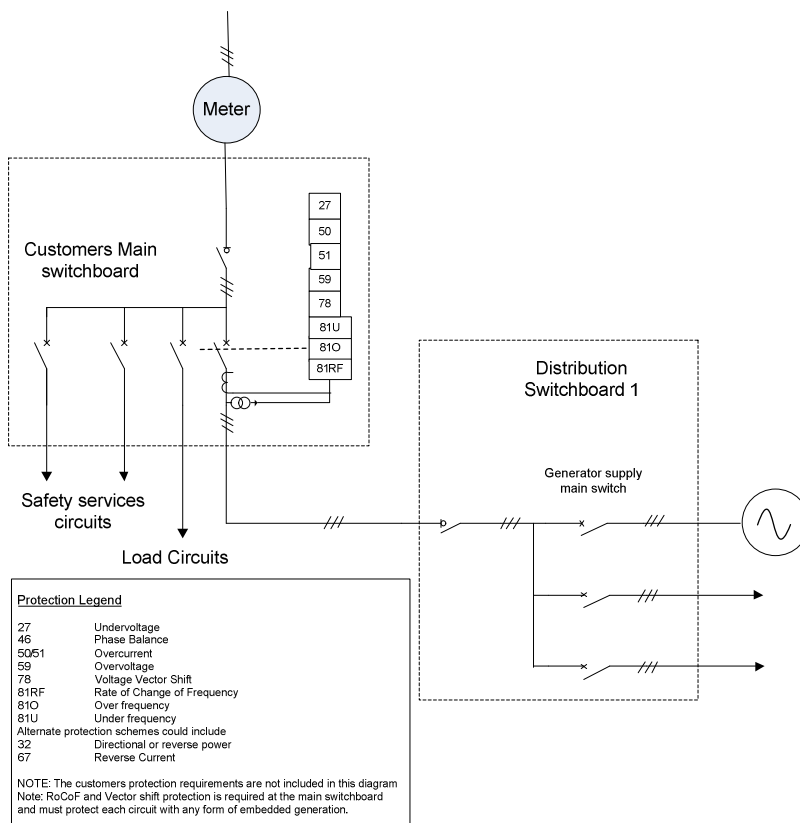 Meter
Customers Main
switchboard
27
50
51
59
78
81U
81O
81RF
Safety services
circuits
Load Circuits
Distribution
Switchboard 1
Generator supply
main switch
Protection Legend
27 Undervoltage
46 Phase Balance
50/51 Overcurrent
59 Overvoltage
78 Voltage Vector Shift
81RF Rate of Change of Frequency
81O Over frequency
81U Under frequency
Alternate protection schemes could include
32 Directional or reverse power
67 Reverse Current
NOTE: The customers protection requirements are not included in this diagram
Note: RoCoF and Vector shift protection is required at the main switchboard
and must protect each circuit with any form of embedded generation.